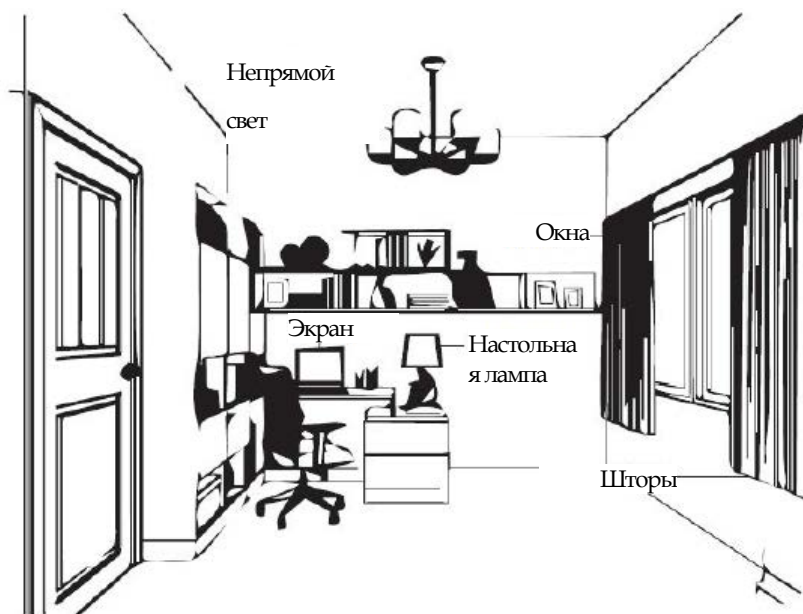 Непрямой
свет
Окна
Экран
Настольна
я лампа
Шторы